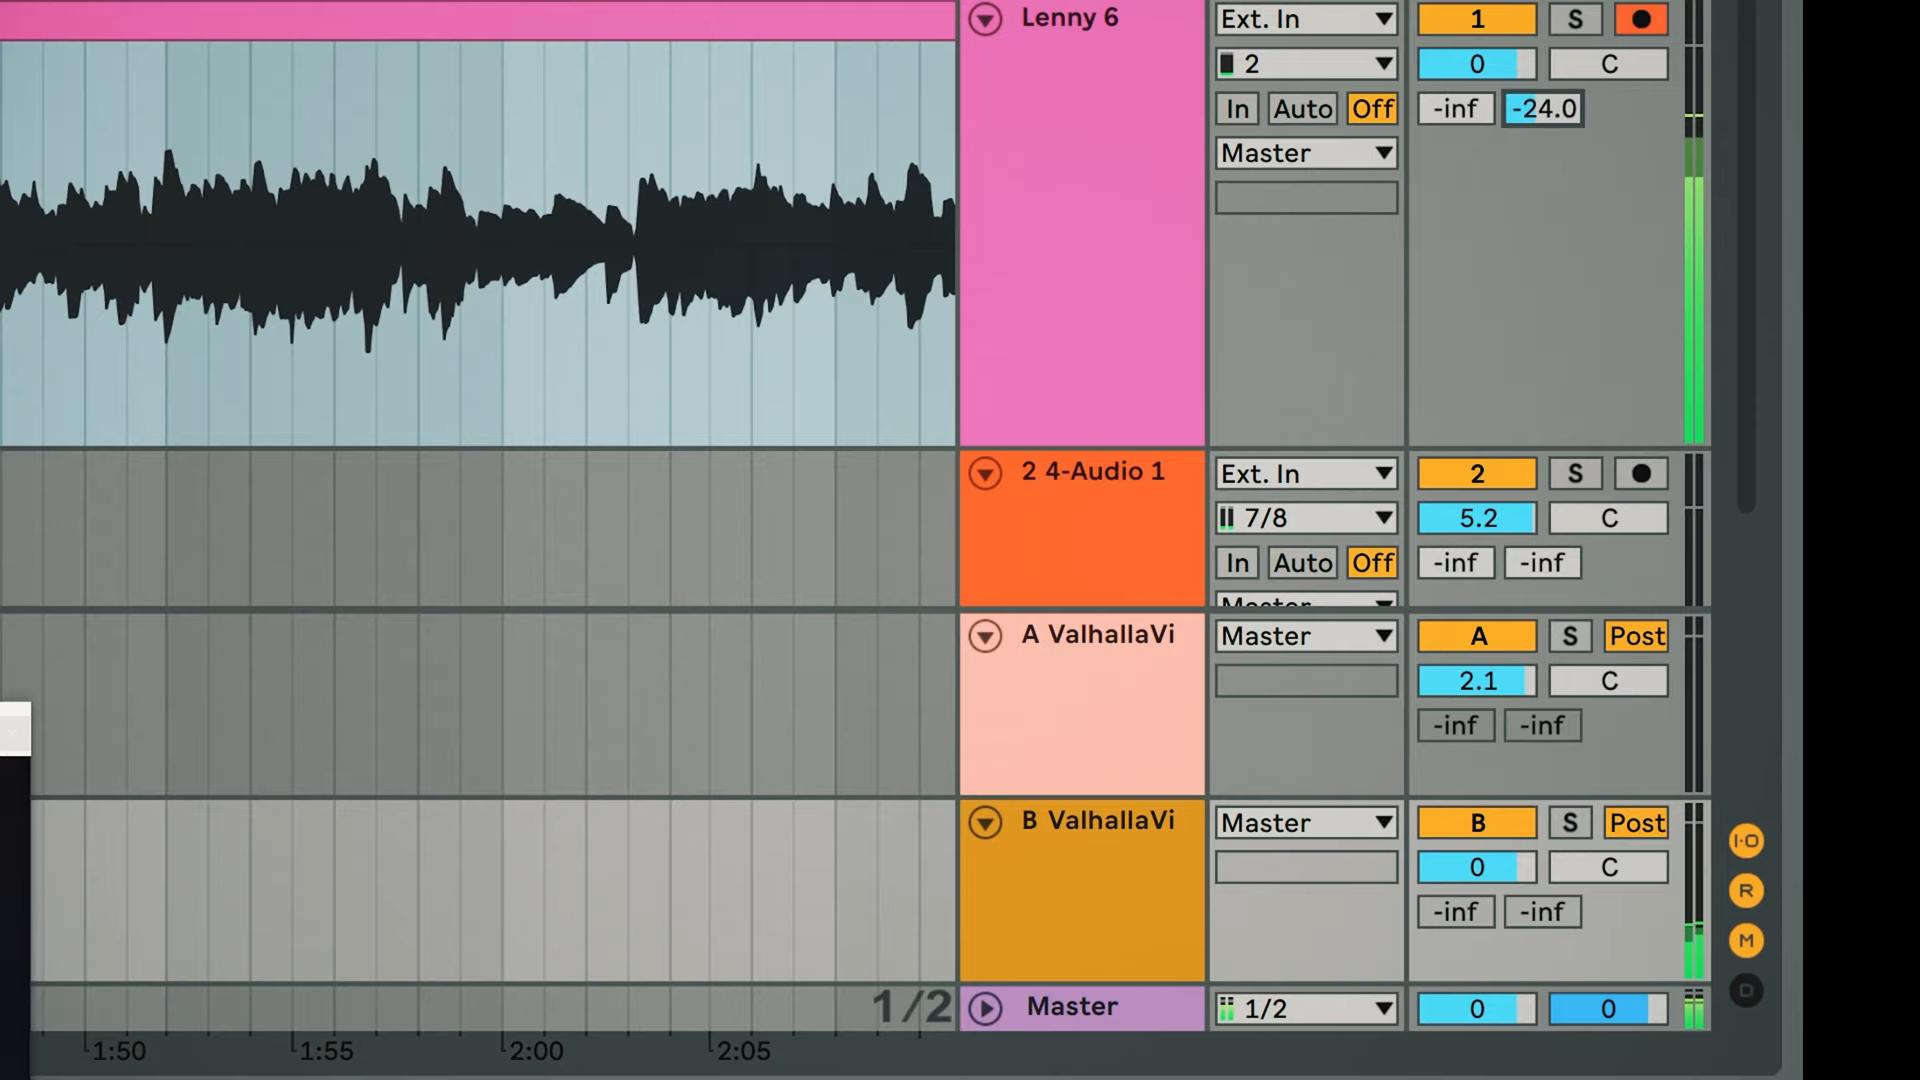 Lenny 6 Ext. In 1 S
2 0 C
In Auto Off -inf -24.0
Master
2 4-Audio 1 Ext. In 2 S
7/8 5.2 C
In Auto Off -inf -inf
Master
A ValhallaVi Master A S Post
2.1 C
-inf -inf
B ValhallaVi Master B S Post
I·O
0 C
R
-inf -inf
M
D
1/2 Master 1/2 0 0
1:50 1:55 2:00 2:05